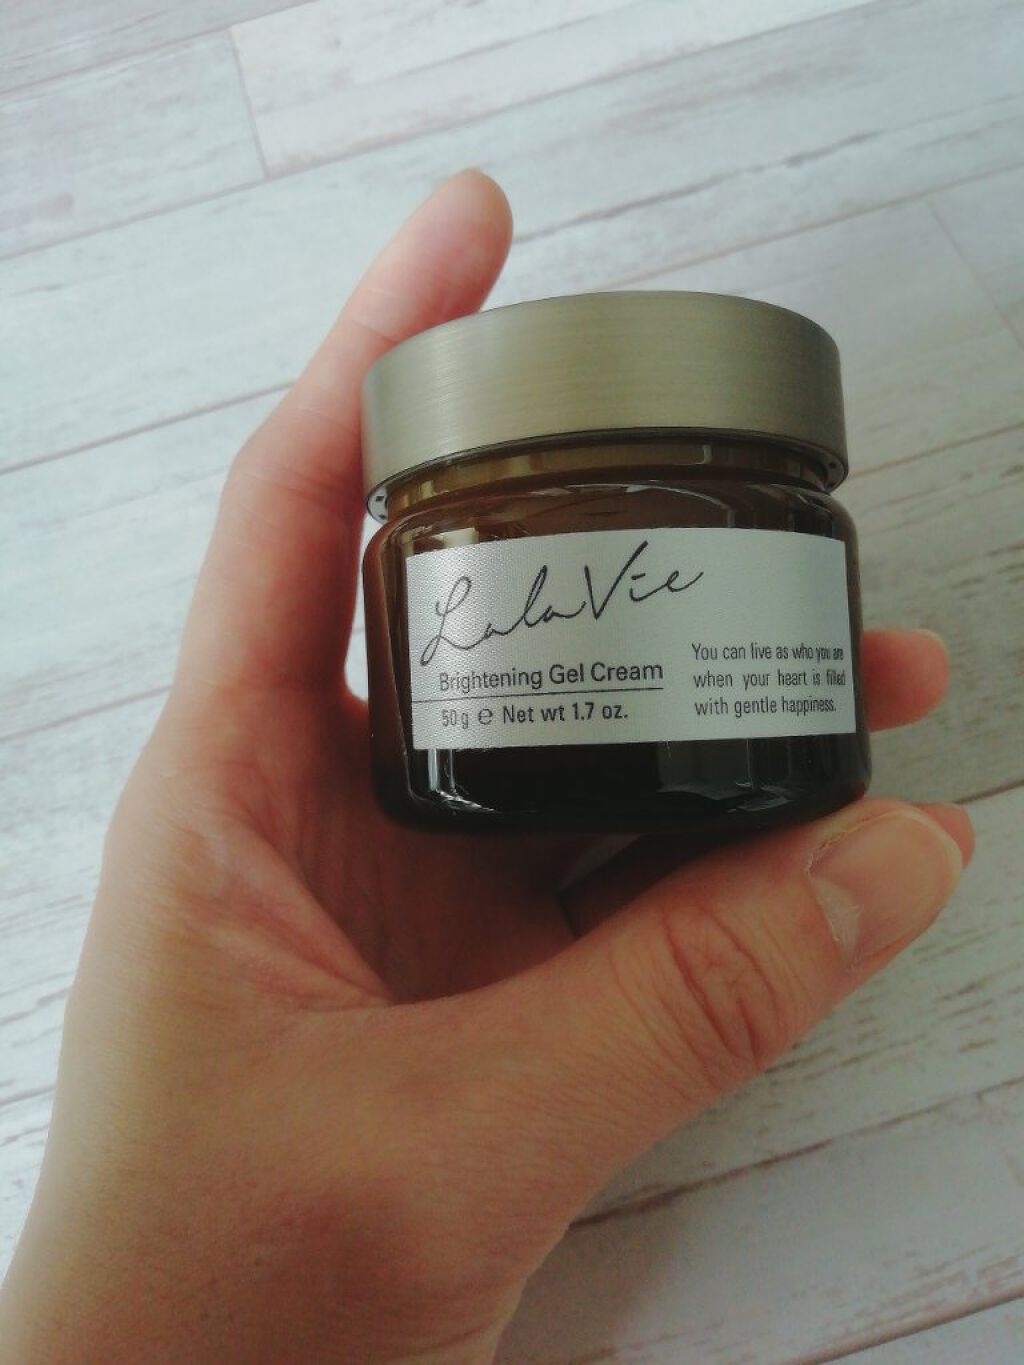 LalaVie
Brightening Gel Cream
50g ℮ Net wt 1.7 oz.
You can live as who you are
when your heart is filled
with gentle happiness.